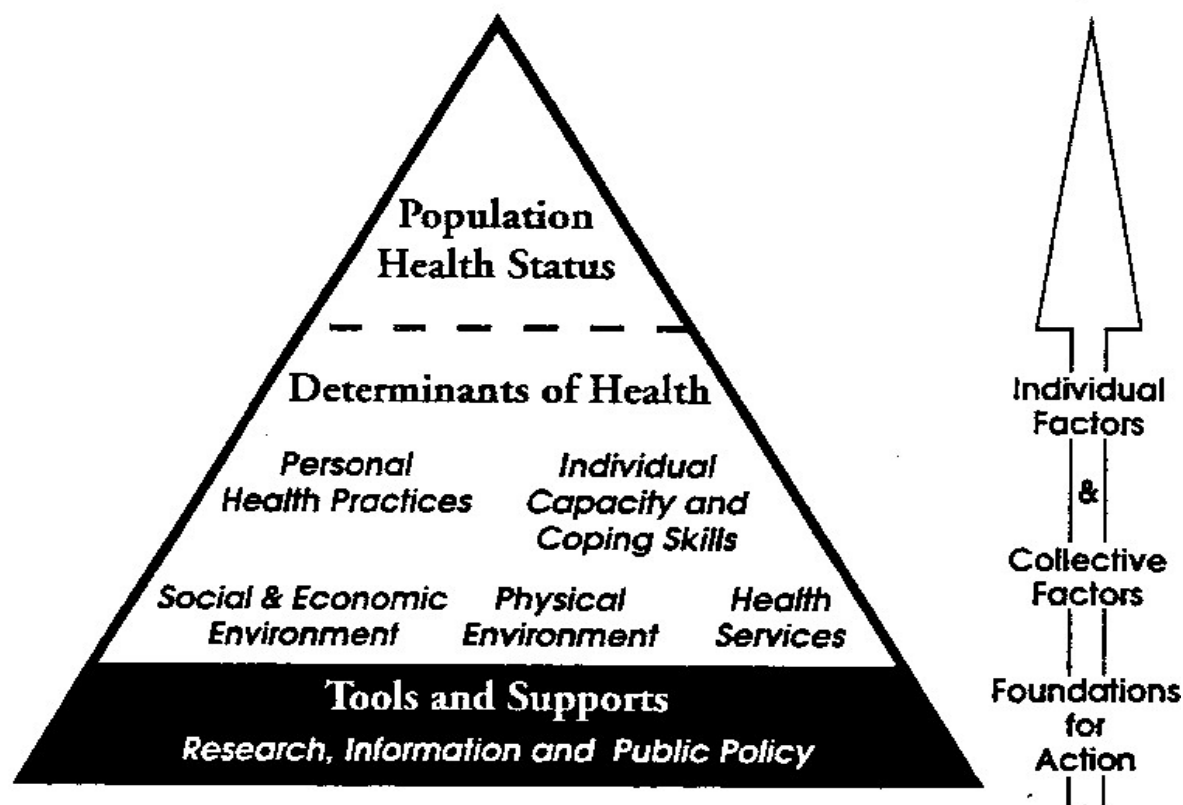 Population
Health Status
Determinants of Health
Personal
Health Practices
Individual
Capacity and
Coping Skills
Social & Economic
Environment
Physical
Environment
Health
Services
Tools and Supports
Research, Information and Public Policy
Individual
Factors
&
Collective
Factors
Foundations
for
Action